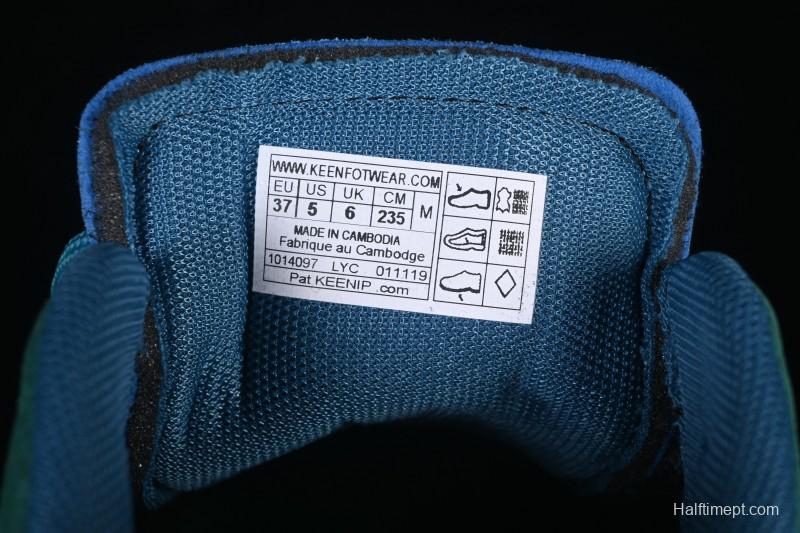 WWW.KEENFOTWEAR.COM
EU US UK CM
37 5 6 235 M
MADE IN CAMBODIA
Fabrique au Cambodge
1014097 LYC 011119
Pat KEENIP .com
Halftimept.com